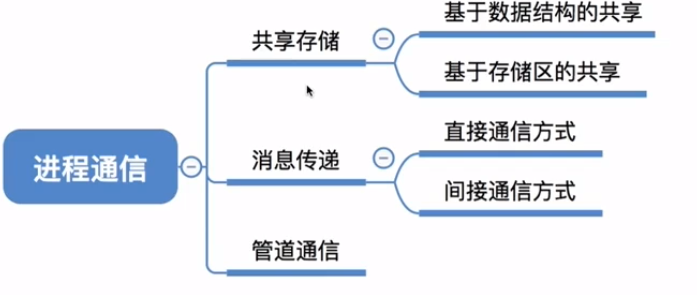 基于数据结构的共享
共享存储
基于存储区的共享
直接通信方式
进程通信
消息传递
间接通信方式
管道通信